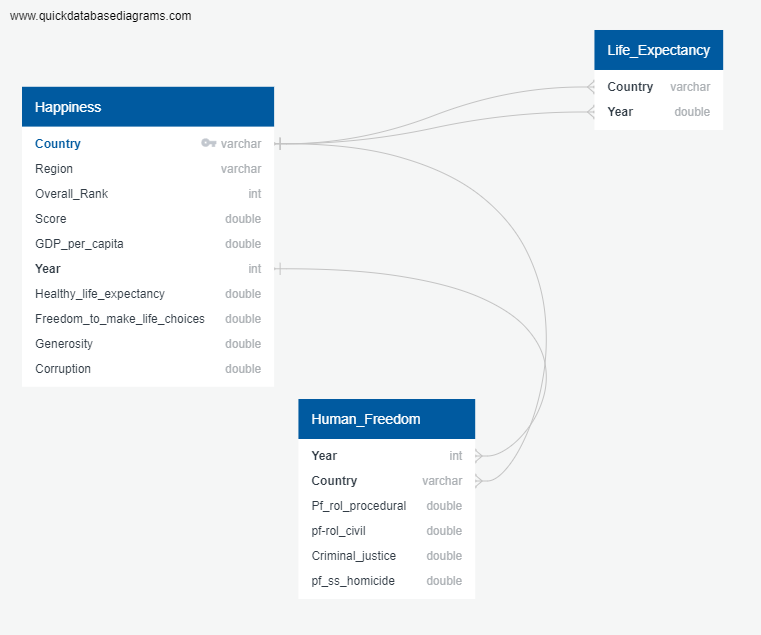 www.quickdatabasediagrams.com
Life_Expectancy
Country varchar
Year double
Happiness
Country varchar
Region varchar
Overall_Rank int
Score double
GDP_per_capita double
Year int
Healthy_life_expectancy double
Freedom_to_make_life_choices double
Generosity double
Corruption double
Human_Freedom
Year int
Country varchar
Pf_rol_procedural double
pf-rol_civil double
Criminal_justice double
pf_ss_homicide double